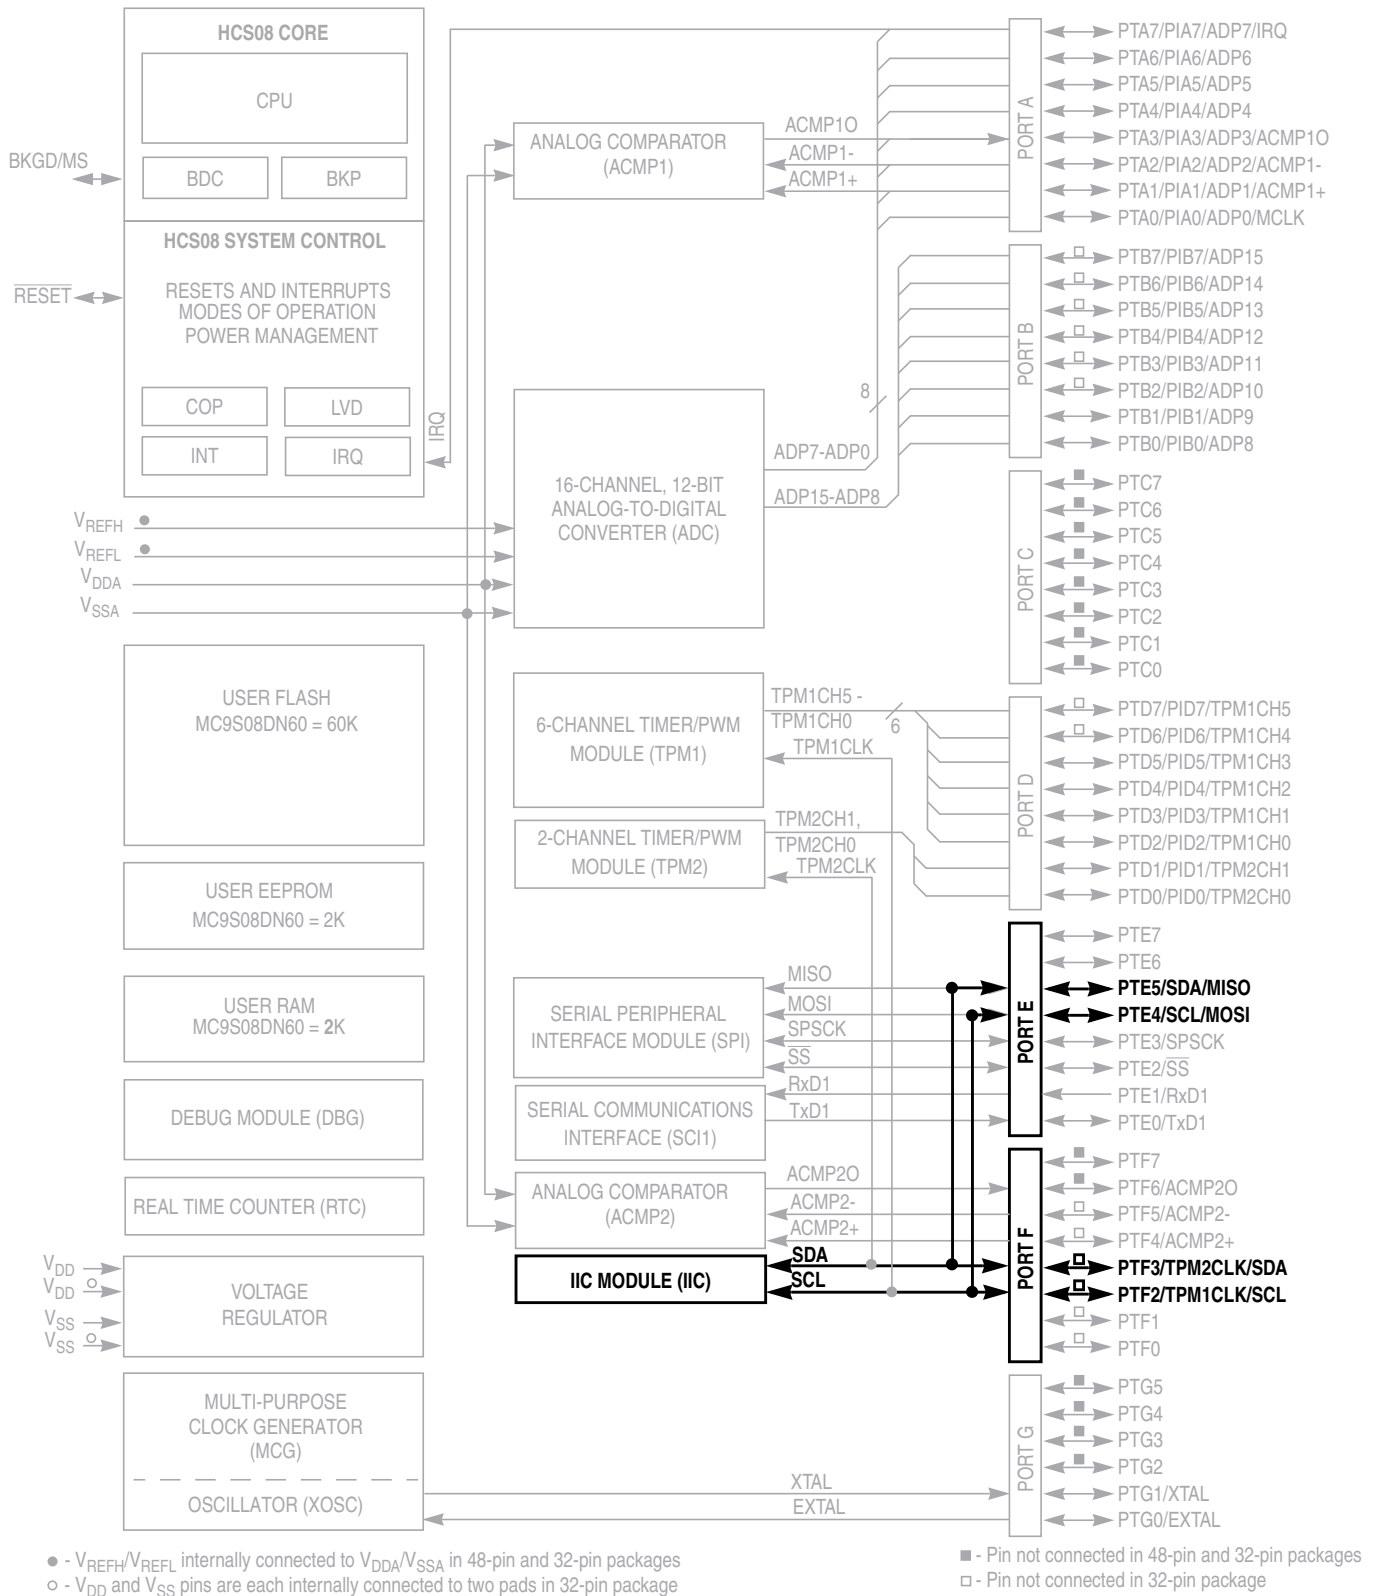 HCS08 CORE
CPU
BDC
BKP
BKGD/MS
HCS08 SYSTEM CONTROL
RESETS AND INTERRUPTS
MODES OF OPERATION
POWER MANAGEMENT
RESET
COP
LVD
INT
IRQ
IRQ
VREFH
VREFL
VDDA
VSSA
USER FLASH
MC9S08DN60 = 60K
USER EEPROM
MC9S08DN60 = 2K
USER RAM
MC9S08DN60 = 2K
DEBUG MODULE (DBG)
REAL TIME COUNTER (RTC)
VDD
VDD
VSS
VSS
VOLTAGE
REGULATOR
MULTI-PURPOSE
CLOCK GENERATOR
(MCG)
OSCILLATOR (XOSC)
ANALOG COMPARATOR
(ACMP1)
ACMP1O
ACMP1-
ACMP1+
16-CHANNEL, 12-BIT
ANALOG-TO-DIGITAL
CONVERTER (ADC)
8
ADP7-ADP0
ADP15-ADP8
6-CHANNEL TIMER/PWM
MODULE (TPM1)
TPM1CH5 -
TPM1CH0
6
TPM1CLK
2-CHANNEL TIMER/PWM
MODULE (TPM2)
TPM2CH1,
TPM2CH0
TPM2CLK
SERIAL PERIPHERAL
INTERFACE MODULE (SPI)
MISO
MOSI
SPSCK
SS
SERIAL COMMUNICATIONS
INTERFACE (SCI1)
RxD1
TxD1
ANALOG COMPARATOR
(ACMP2)
ACMP2O
ACMP2-
ACMP2+
IIC MODULE (IIC)
SDA
SCL
XTAL
EXTAL
PORT A
PTA7/PIA7/ADP7/IRQ
PTA6/PIA6/ADP6
PTA5/PIA5/ADP5
PTA4/PIA4/ADP4
PTA3/PIA3/ADP3/ACMP1O
PTA2/PIA2/ADP2/ACMP1-
PTA1/PIA1/ADP1/ACMP1+
PTA0/PIA0/ADP0/MCLK
PORT B
PTB7/PIB7/ADP15
PTB6/PIB6/ADP14
PTB5/PIB5/ADP13
PTB4/PIB4/ADP12
PTB3/PIB3/ADP11
PTB2/PIB2/ADP10
PTB1/PIB1/ADP9
PTB0/PIB0/ADP8
PORT C
PTC7
PTC6
PTC5
PTC4
PTC3
PTC2
PTC1
PTC0
PORT D
PTD7/PID7/TPM1CH5
PTD6/PID6/TPM1CH4
PTD5/PID5/TPM1CH3
PTD4/PID4/TPM1CH2
PTD3/PID3/TPM1CH1
PTD2/PID2/TPM1CH0
PTD1/PID1/TPM2CH1
PTD0/PID0/TPM2CH0
PORT E
PTE7
PTE6
PTE5/SDA/MISO
PTE4/SCL/MOSI
PTE3/SPSCK
PTE2/SS
PTE1/RxD1
PTE0/TxD1
PORT F
PTF7
PTF6/ACMP2O
PTF5/ACMP2-
PTF4/ACMP2+
PTF3/TPM2CLK/SDA
PTF2/TPM1CLK/SCL
PTF1
PTF0
PORT G
PTG5
PTG4
PTG3
PTG2
PTG1/XTAL
PTG0/EXTAL
● - VREFH/VREFL internally connected to VDDA/VSSA in 48-pin and 32-pin packages
○ - VDD and VSS pins are each internally connected to two pads in 32-pin package
■ - Pin not connected in 48-pin and 32-pin packages
□ - Pin not connected in 32-pin package